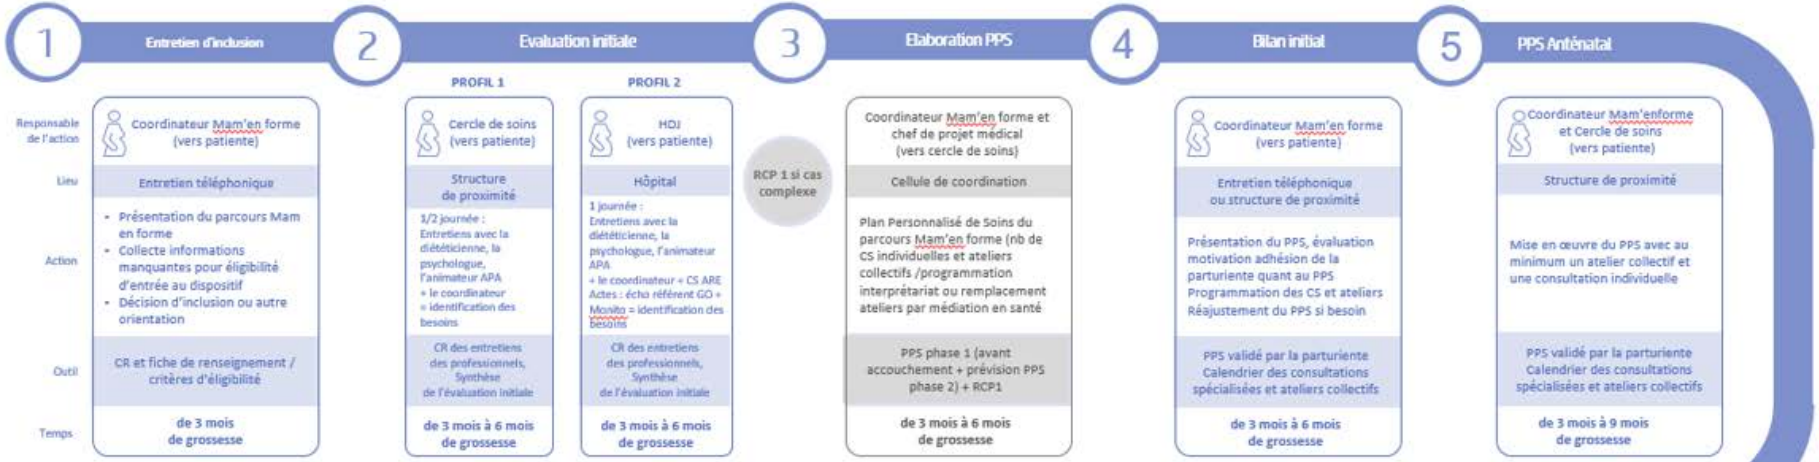 1
Entretien d'inclusion
2
Evaluation initiale
3
Elaboration PPS
4
Bilan initial
5
PPS Anténatal
PROFIL 1
PROFIL 2
Responsable
de l'action
Coordinateur Mam'en forme
(vers patiente)
Cercle de soins
(vers patiente)
HDJ
(vers patiente)
RCP 1 si cas
complexe
Coordinateur Mam'en forme et
chef de projet médical
(vers cercle de soins)
Coordinateur Mam'en forme
(vers patiente)
Coordinateur Mam'enforme
et Cercle de soins
(vers patiente)
Lieu
Entretien téléphonique
Structure
de proximité
Hôpital
Cellule de coordination
Entretien téléphonique
ou structure de proximité
Structure de proximité
Action
• Présentation du parcours Mam
en forme
• Collecte informations
manquantes pour éligibilité
d'entrée au dispositif
• Décision d'inclusion ou autre
orientation
1/2 journée :
Entretiens avec la
diététicienne, la
psychologue,
l'animateur APA
+ le coordinateur
= identification des
besoins
1 journée :
Entretiens avec la
diététicienne, la
psychologue, l'animateur
APA
+ le coordinateur + CS ARE
Actes : écho référent GO +
Monito = identification des
besoins
Plan Personnalisé de Soins du
parcours Mam'en forme (nb de
CS individuelles et ateliers
collectifs /programmation
interprétariat ou remplacement
ateliers par médiation en santé
Présentation du PPS, évaluation
motivation adhésion de la
parturiente quant au PPS
Programmation des CS et ateliers
Réajustement du PPS si besoin
Mise en œuvre du PPS avec au
minimum un atelier collectif et
une consultation individuelle
Outil
CR et fiche de renseignement /
critères d'éligibilité
CR des entretiens
des professionnels,
Synthèse
de l'évaluation initiale
CR des entretiens
des professionnels,
Synthèse
de l'évaluation initiale
PPS phase 1 (avant
accouchement + prévision PPS
phase 2) + RCP1
PPS validé par la parturiente
Calendrier des consultations
spécialisées et ateliers collectifs
PPS validé par la parturiente
Calendrier des consultations
spécialisées et ateliers collectifs
Temps
de 3 mois
de grossesse
de 3 mois à 6 mois
de grossesse
de 3 mois à 6 mois
de grossesse
de 3 mois à 6 mois
de grossesse
de 3 mois à 6 mois
de grossesse
de 3 mois à 9 mois
de grossesse